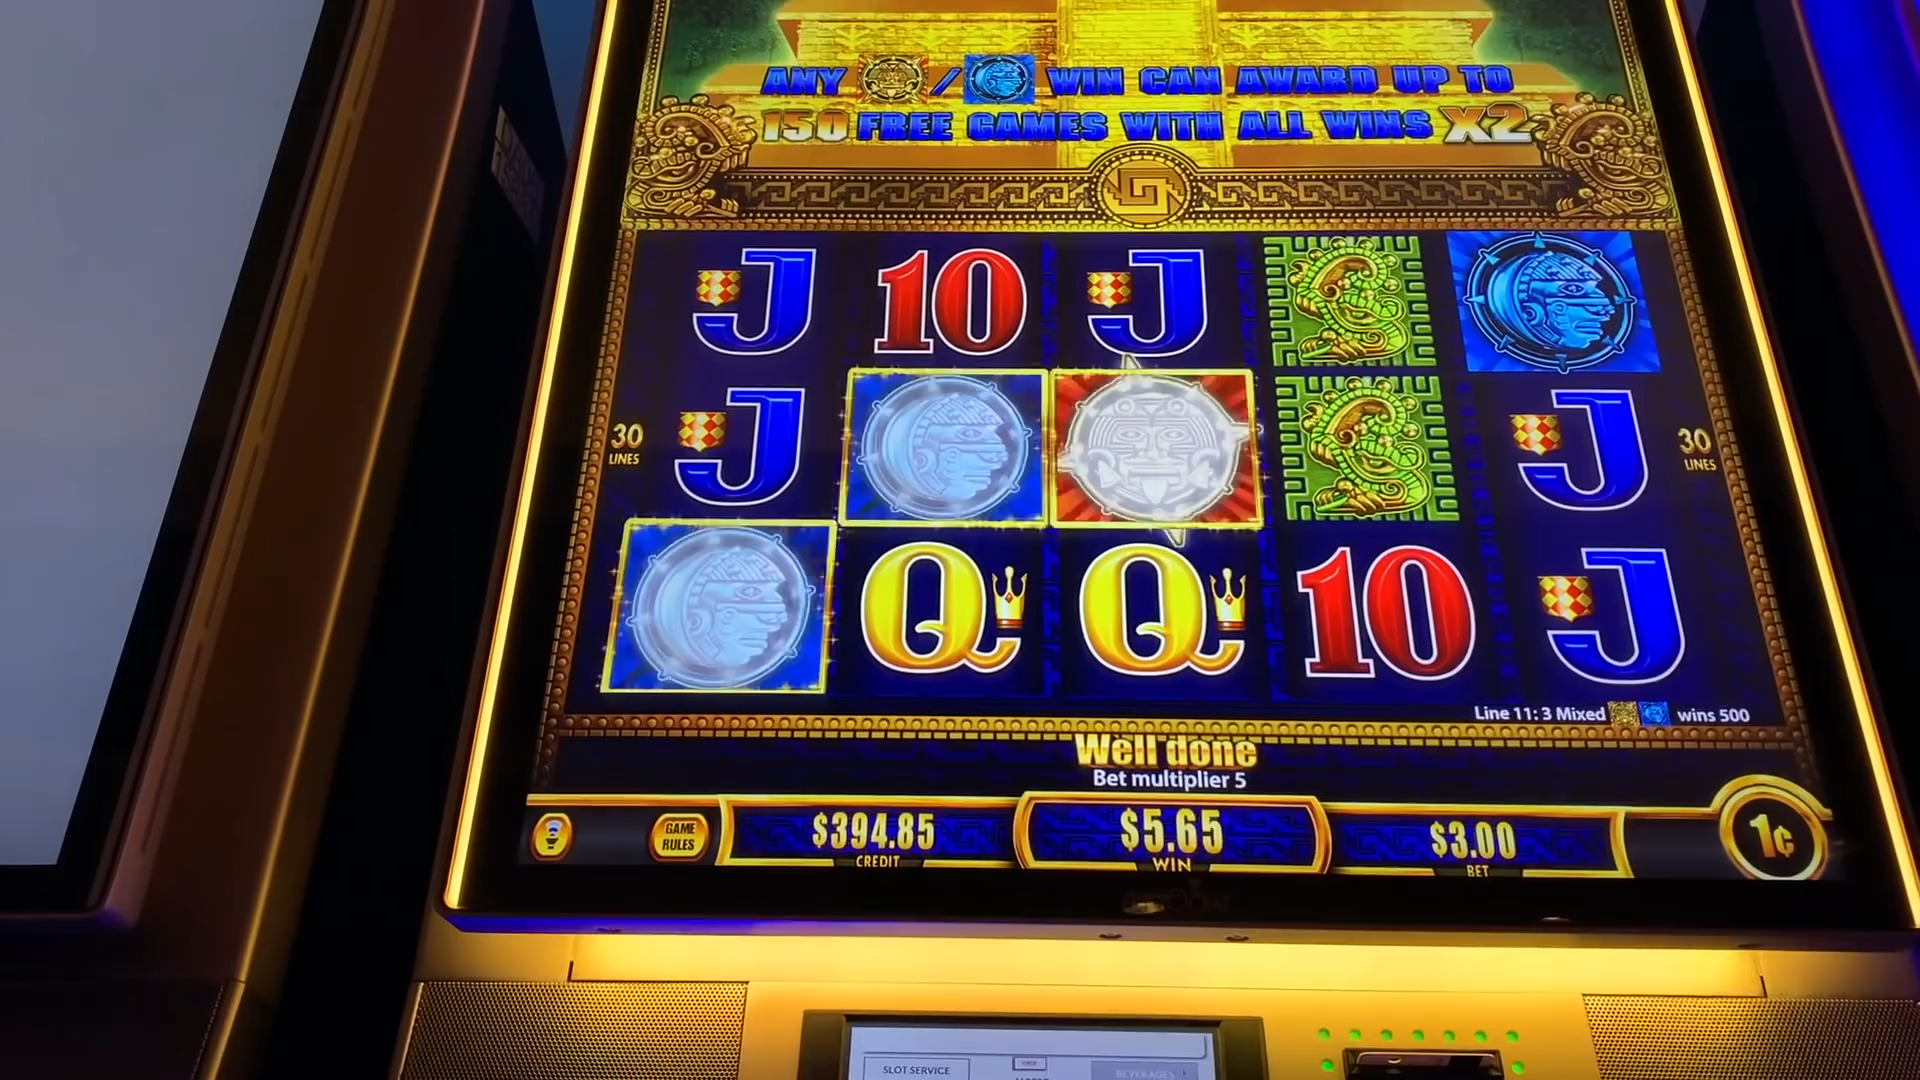 ANY / WIN CAN AWARD UP TO
150 FREE GAMES WITH ALL WINS X2
J 10 J
30 LINES
J J
30 LINES
Q Q 10 J
Line 11: 3 Mixed wins 500
Well done
Bet multiplier 5
GAME RULES
$394.85
CREDIT
$5.65
WIN
$3.00
BET
1¢
SLOT SERVICE
BEVERAGES